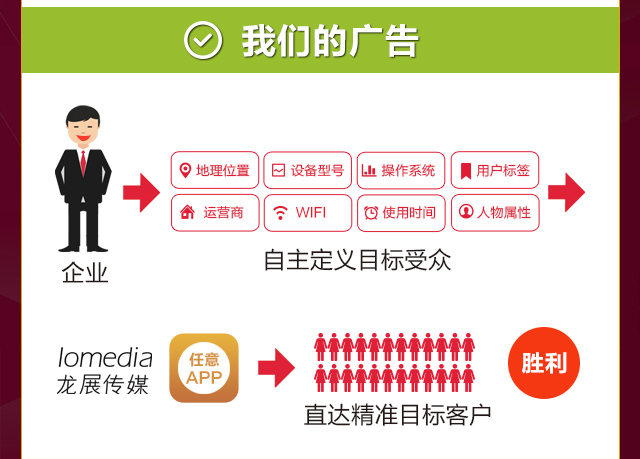 我们的广告
地理位置 设备型号 操作系统 用户标签
运营商 WIFI 使用时间 人物属性
企业
自主定义目标受众
lomedia
龙展传媒
任意
APP
胜利
直达精准目标客户